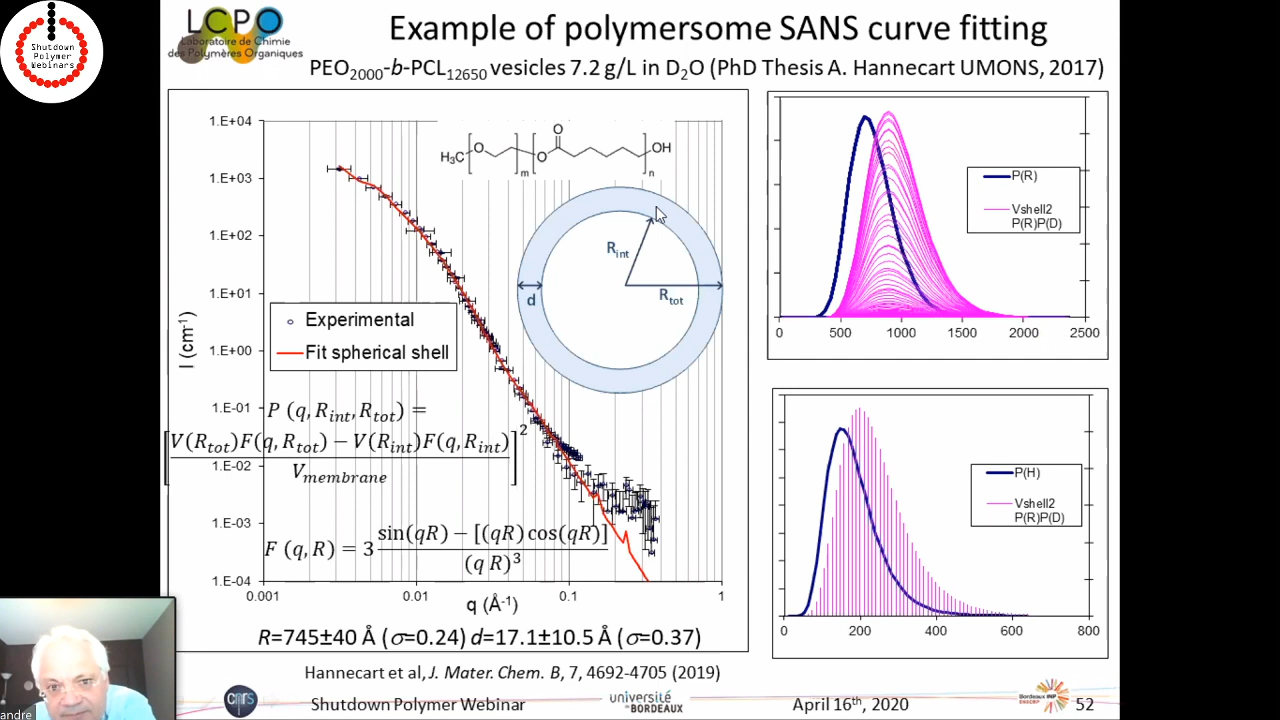 Shutdown
Polymer
Webinars
LCPO
Laboratoire de Chimie
des Polymères Organiques
Example of polymersome SANS curve fitting
PEO2000-b-PCL12650 vesicles 7.2 g/L in D2O (PhD Thesis A. Hannecart UMONS, 2017)
1.E+04
1.E+03
1.E+02
1.E+01
1.E+00
1.E-01
1.E-02
1.E-03
1.E-04
I (cm⁻¹)
0.001
0.01
0.1
1
q (Å⁻¹)
H3C
O
m
O
O
n
OH
Rint
Rtot
d
Experimental
Fit spherical shell
P (q, Rint, Rtot) =
[(V(Rtot)F(q, Rtot) − V(Rint)F(q, Rint)) / Vmembrane]²
F (q, R) = 3 (sin(qR) − [(qR) cos(qR)]) / (q R)³
R=745±40 Å (σ=0.24) d=17.1±10.5 Å (σ=0.37)
P(R)
Vshell2
P(R)P(D)
0
500
1000
1500
2000
2500
P(H)
Vshell2
P(R)P(D)
0
200
400
600
800
Hannecart et al, J. Mater. Chem. B, 7, 4692-4705 (2019)
cnrs
Shutdown Polymer Webinar
université
de BORDEAUX
April 16th, 2020
Bordeaux INP
ENSCBP
52
andre